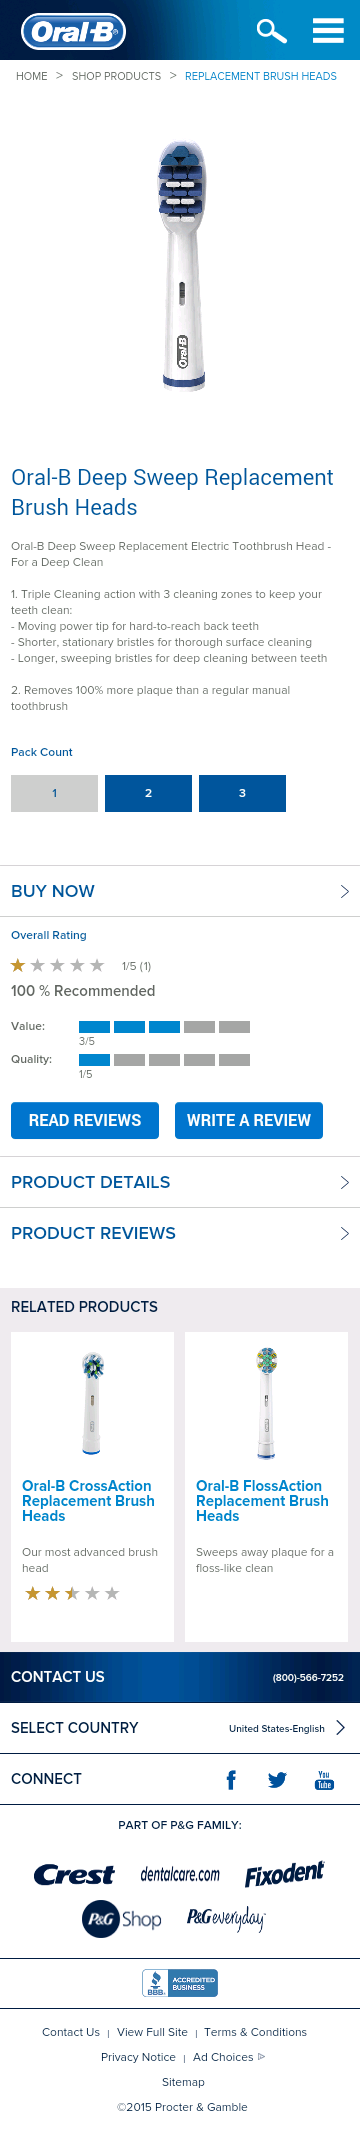 Oral-B
HOME > SHOP PRODUCTS > REPLACEMENT BRUSH HEADS
Oral-B
Oral-B Deep Sweep Replacement
Brush Heads
Oral-B Deep Sweep Replacement Electric Toothbrush Head -
For a Deep Clean
1. Triple Cleaning action with 3 cleaning zones to keep your
teeth clean:
- Moving power tip for hard-to-reach back teeth
- Shorter, stationary bristles for thorough surface cleaning
- Longer, sweeping bristles for deep cleaning between teeth
2. Removes 100% more plaque than a regular manual
toothbrush
Pack Count
1 2 3
BUY NOW
Overall Rating
1/5 (1)
100 % Recommended
Value:
3/5
Quality:
1/5
READ REVIEWS WRITE A REVIEW
PRODUCT DETAILS
PRODUCT REVIEWS
RELATED PRODUCTS
Oral-B CrossAction
Replacement Brush
Heads
Our most advanced brush
head
Oral-B FlossAction
Replacement Brush
Heads
Sweeps away plaque for a
floss-like clean
CONTACT US (800)-566-7252
SELECT COUNTRY United States-English
CONNECT You Tube
PART OF P&G FAMILY:
Crest dentalcare.com Fixodent
P&G Shop P&G everyday
BBB ACCREDITED BUSINESS
Contact Us | View Full Site | Terms & Conditions
Privacy Notice | Ad Choices
Sitemap
©2015 Procter & Gamble